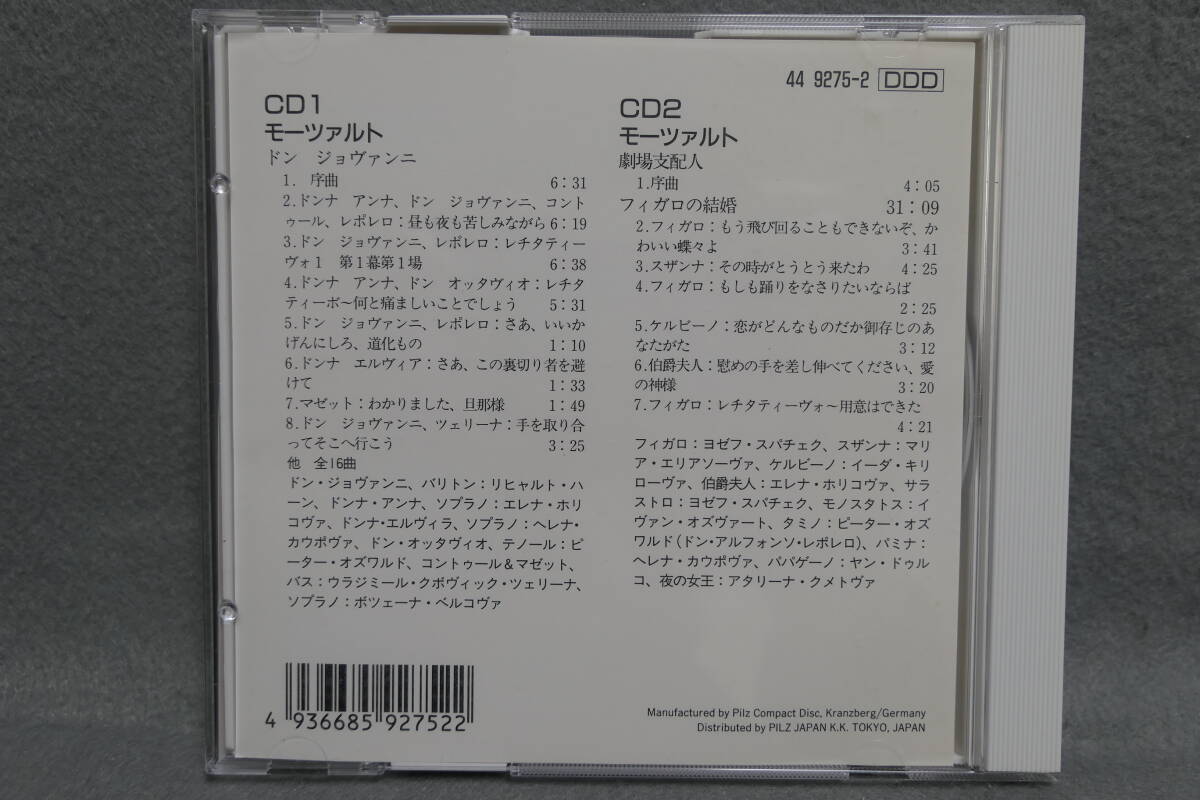 44 9275-2 DDD
CD1
モーツァルト
ドン　ジョヴァンニ
1. 序曲 6：31
2.ドンナ アンナ、ドン ジョヴァンニ、コント
ゥール、レポレロ：昼も夜も苦しみながら 6：19
3.ドン ジョヴァンニ、レポレロ：レチタティー
ヴォ1 第1幕第1場 6：38
4.ドンナ アンナ、ドン オッタヴィオ：レチタ
ティーボ〜何と痛ましいことでしょう 5：31
5.ドン ジョヴァンニ、レポレロ：さあ、いいか
げんにしろ、道化もの 1：10
6.ドンナ エルヴィア：さあ、この裏切り者を避
けて 1：33
7.マゼット：わかりました、旦那様 1：49
8.ドン ジョヴァンニ、ツェリーナ：手を取り合
ってそこへ行こう 3：25
他 全16曲
ドン・ジョヴァンニ、バリトン：リヒャルト・ハ
ーン、ドンナ・アンナ、ソプラノ：エレナ・ホリ
コヴァ、ドンナ・エルヴィラ、ソプラノ：ヘレナ・
カウポヴァ、ドン・オッタヴィオ、テノール：ピ
ーター・オズワルド、コントゥール＆マゼット、
バス：ウラジミール・クボヴィック・ツェリーナ、
ソプラノ：ボツェーナ・ベルコヴァ
CD2
モーツァルト
劇場支配人
1.序曲 4：05
フィガロの結婚 31：09
2.フィガロ：もう飛び回ることもできないぞ、か
わいい蝶々よ 3：41
3.スザンナ：その時がとうとう来たわ 4：25
4.フィガロ：もしも踊りをなさりたいならば
2：25
5.ケルビーノ：恋がどんなものだか御存じのあ
なたがた 3：12
6.伯爵夫人：慰めの手を差し伸べてください、愛
の神様 3：20
7.フィガロ：レチタティーヴォ〜用意はできた
4：21
フィガロ：ヨゼフ・スパチェク、スザンナ：マリ
ア・エリアソーヴァ、ケルビーノ：イーダ・キリ
ローヴァ、伯爵夫人：エレナ・ホリコヴァ、サラ
ストロ：ヨゼフ・スパチェク、モノスタトス：イ
ヴァン・オズヴァート、タミノ：ピーター・オズ
ワルド（ドン・アルフォンソ・レポレロ）、パミナ：
ヘレナ・カウポヴァ、パパゲーノ：ヤン・ドゥル
コ、夜の女王：アタリーナ・クメトヴァ
4 936685 927522
Manufactured by Pilz Compact Disc, Kranzberg/Germany
Distributed by PILZ JAPAN K.K. TOKYO, JAPAN